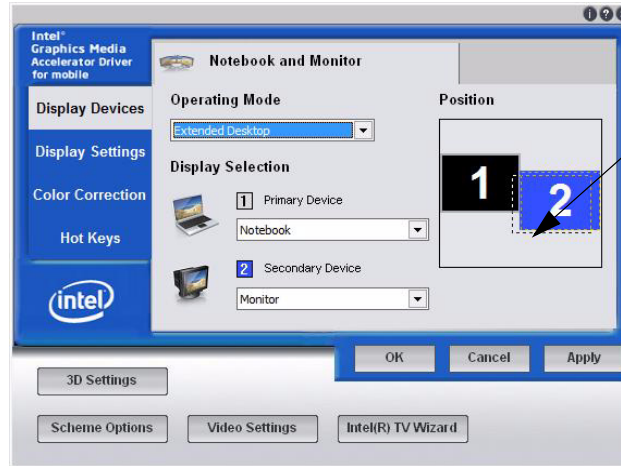 Intel®
Graphics Media
Accelerator Driver
for mobile
Notebook and Monitor
Display Devices
Display Settings
Color Correction
Hot Keys
intel
Operating Mode
Extended Desktop
Display Selection
1 Primary Device
Notebook
2 Secondary Device
Monitor
Position
1
2
OK
Cancel
Apply
3D Settings
Scheme Options
Video Settings
Intel(R) TV Wizard